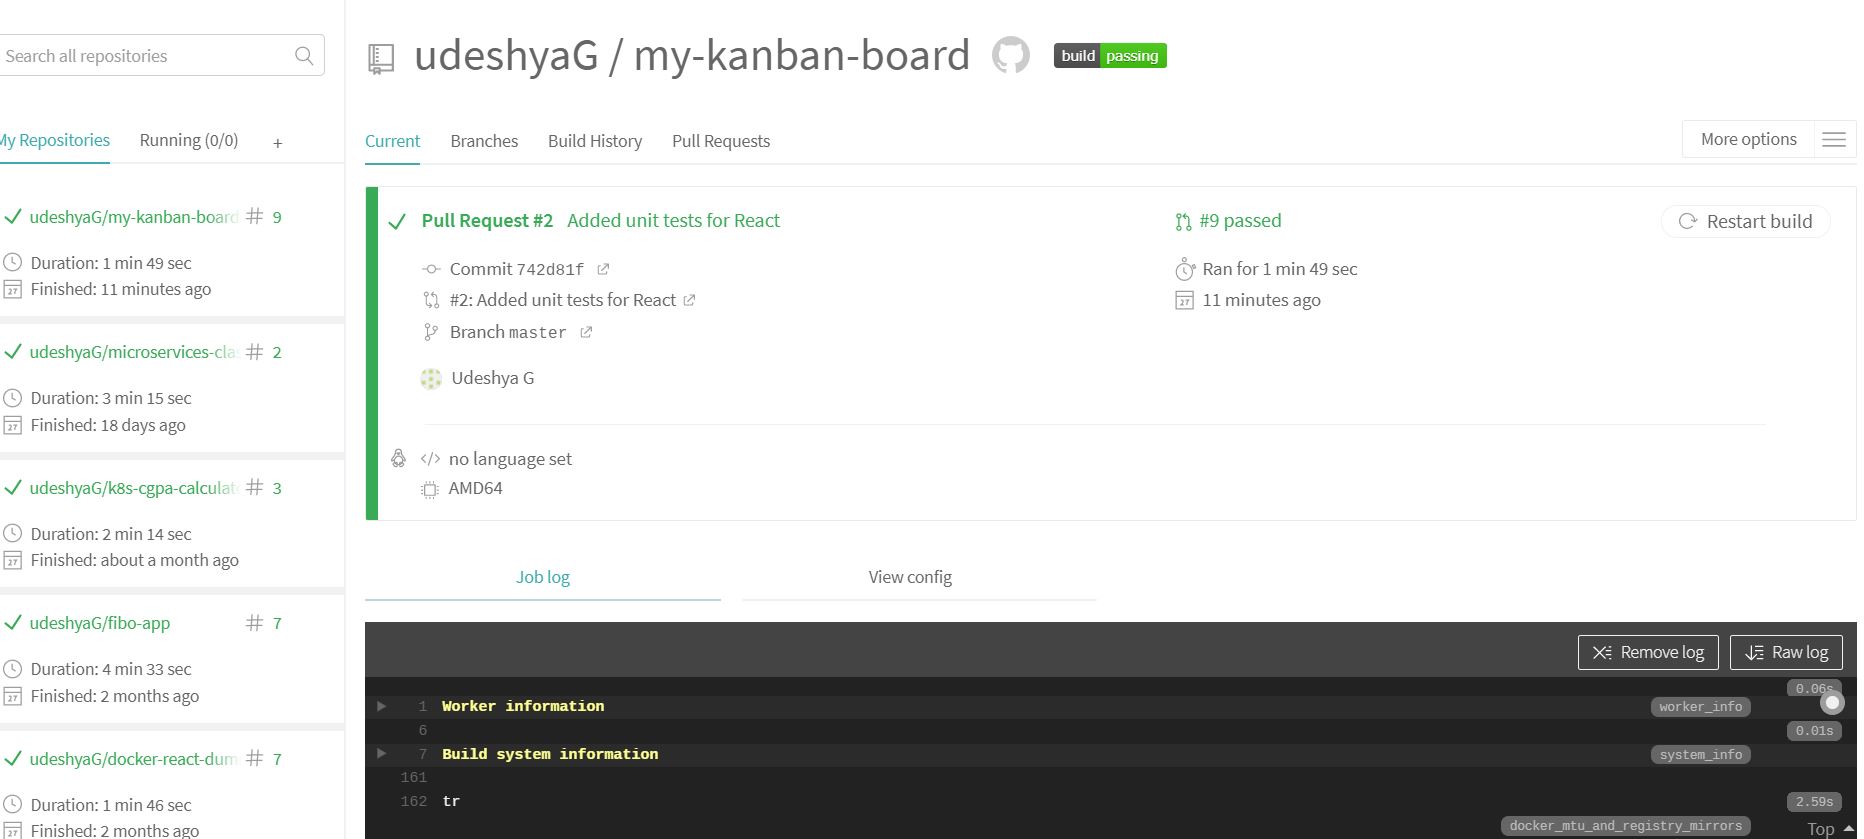 Search all repositories
My Repositories
Running (0/0)
+
udeshyaG/my-kanban-board # 9
Duration: 1 min 49 sec
27 Finished: 11 minutes ago
udeshyaG/microservices-cla # 2
Duration: 3 min 15 sec
27 Finished: 18 days ago
udeshyaG/k8s-cgpa-calculat # 3
Duration: 2 min 14 sec
27 Finished: about a month ago
udeshyaG/fibo-app # 7
Duration: 4 min 33 sec
27 Finished: 2 months ago
udeshyaG/docker-react-dum # 7
Duration: 1 min 46 sec
27 Finished: 2 months ago
udeshyaG / my-kanban-board
build passing
Current Branches Build History Pull Requests
More options
Pull Request #2 Added unit tests for React
Commit 742d81f
#2: Added unit tests for React
Branch master
Udeshya G
#9 passed
Ran for 1 min 49 sec
27 11 minutes ago
Restart build
</> no language set
AMD64
Job log View config
Remove log Raw log
0.06s
1 Worker information worker_info
6 0.01s
7 Build system information system_info
161
162 tr 2.59s
docker_mtu_and_registry_mirrors
Top